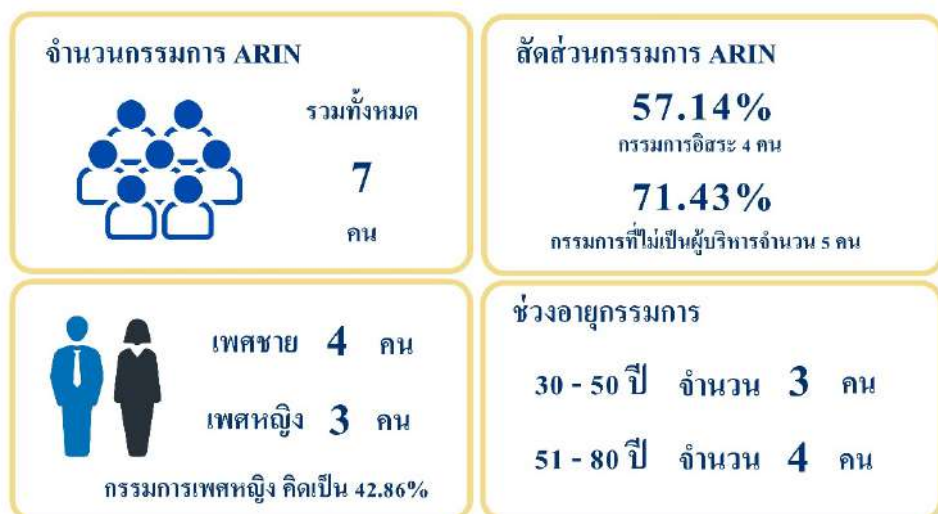 จำนวนกรรมการ ARIN
รวมทั้งหมด
7
คน
สัดส่วนกรรมการ ARIN
57.14%
กรรมการอิสระ 4 คน
71.43%
กรรมการที่ไม่เป็นผู้บริหารจำนวน 5 คน
เพศชาย 4 คน
เพศหญิง 3 คน
กรรมการเพศหญิง คิดเป็น 42.86%
ช่วงอายุกรรมการ
30 - 50 ปี จำนวน 3 คน
51 - 80 ปี จำนวน 4 คน